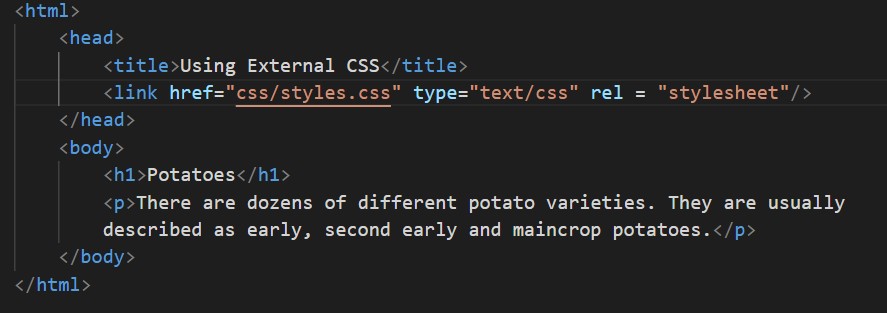 <html>
<head>
<title>Using External CSS</title>
<link href="css/styles.css" type="text/css" rel = "stylesheet"/>
</head>
<body>
<h1>Potatoes</h1>
<p>There are dozens of different potato varieties. They are usually
described as early, second early and maincrop potatoes.</p>
</body>
</html>